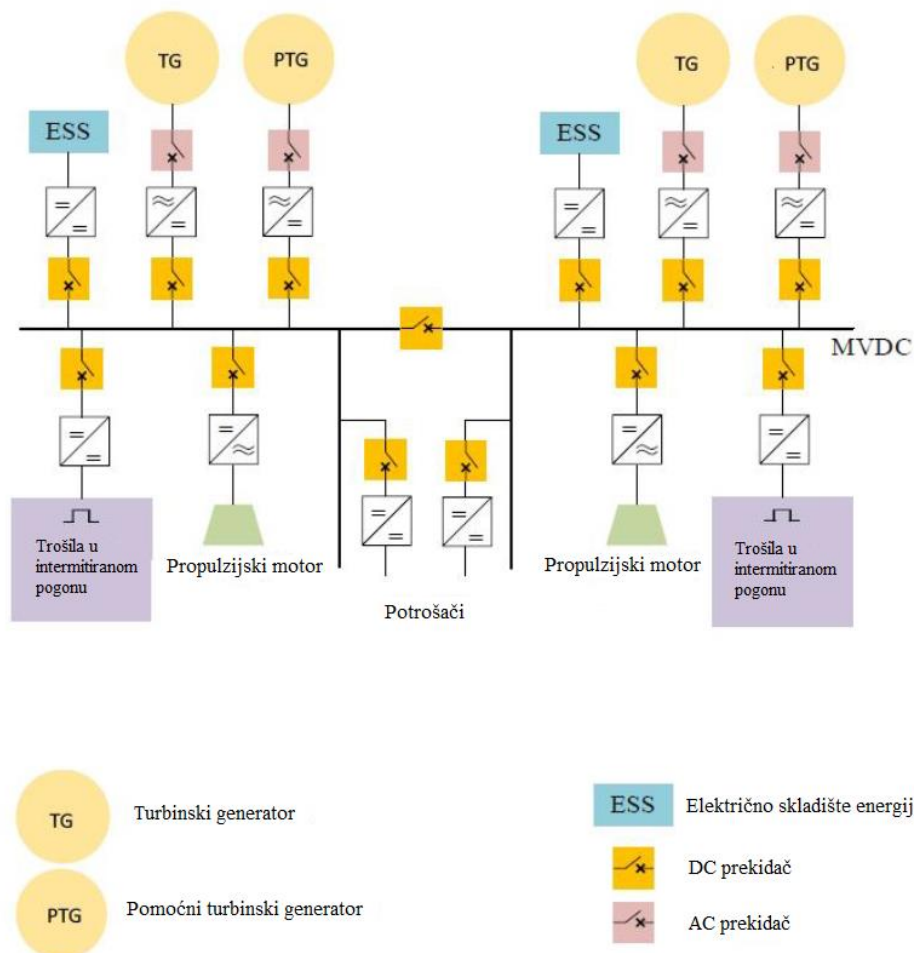 TG
PTG
TG
PTG
ESS
ESS
MVDC
Trošila u
intermitiranom
pogonu
Propulzijski motor
Potrošači
Propulzijski motor
Trošila u
intermitiranom
pogonu
TG
Turbinski generator
PTG
Pomoćni turbinski generator
ESS
Električno skladište energij
DC prekidač
AC prekidač